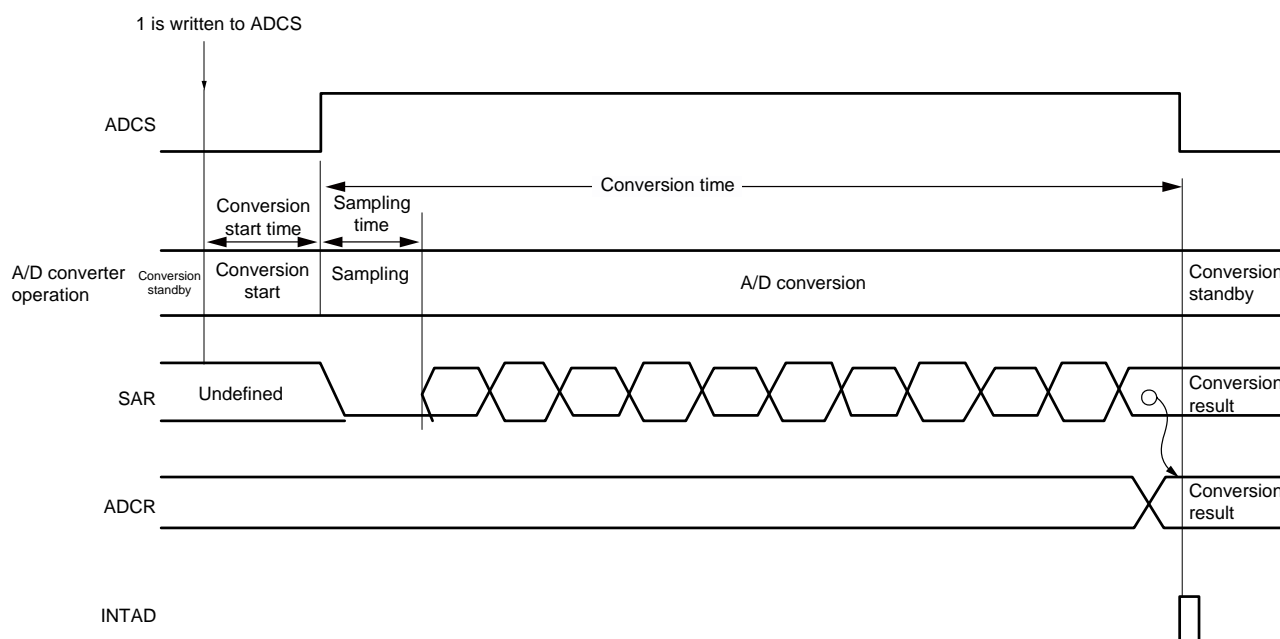 1 is written to ADCS
ADCS
Conversion time
Conversion
start time
Sampling
time
A/D converter
operation
Conversion
standby
Conversion
start
Sampling
A/D conversion
Conversion
standby
SAR
Undefined
Conversion
result
ADCR
Conversion
result
INTAD